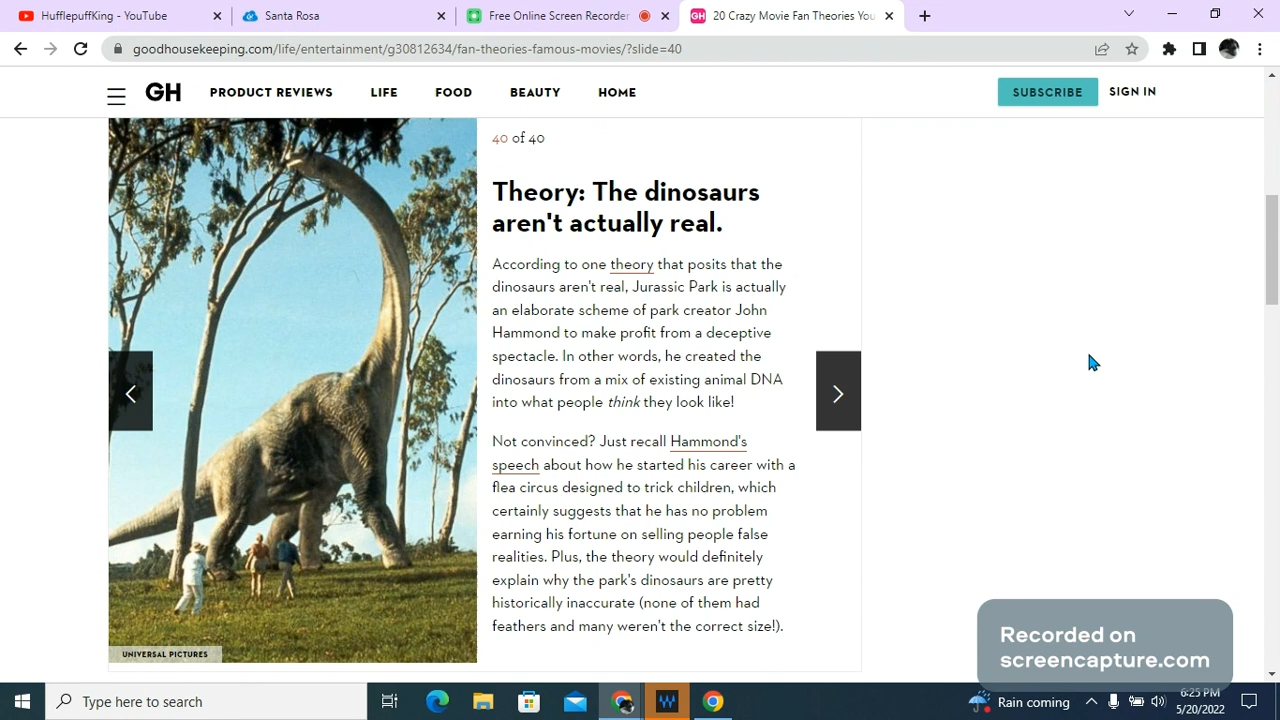 HufflepuffKing - YouTube
Santa Rosa
Free Online Screen Recorder
20 Crazy Movie Fan Theories You
goodhousekeeping.com/life/entertainment/g30812634/fan-theories-famous-movies/?slide=40
GH
PRODUCT REVIEWS
LIFE
FOOD
BEAUTY
HOME
SUBSCRIBE
SIGN IN
40 of 40
Theory: The dinosaurs
aren't actually real.
According to one theory that posits that the
dinosaurs aren't real, Jurassic Park is actually
an elaborate scheme of park creator John
Hammond to make profit from a deceptive
spectacle. In other words, he created the
dinosaurs from a mix of existing animal DNA
into what people think they look like!
Not convinced? Just recall Hammond's
speech about how he started his career with a
flea circus designed to trick children, which
certainly suggests that he has no problem
earning his fortune on selling people false
realities. Plus, the theory would definitely
explain why the park's dinosaurs are pretty
historically inaccurate (none of them had
feathers and many weren't the correct size!).
UNIVERSAL PICTURES
Recorded on
screencapture.com
Type here to search
Rain coming
6:25 PM
5/20/2022